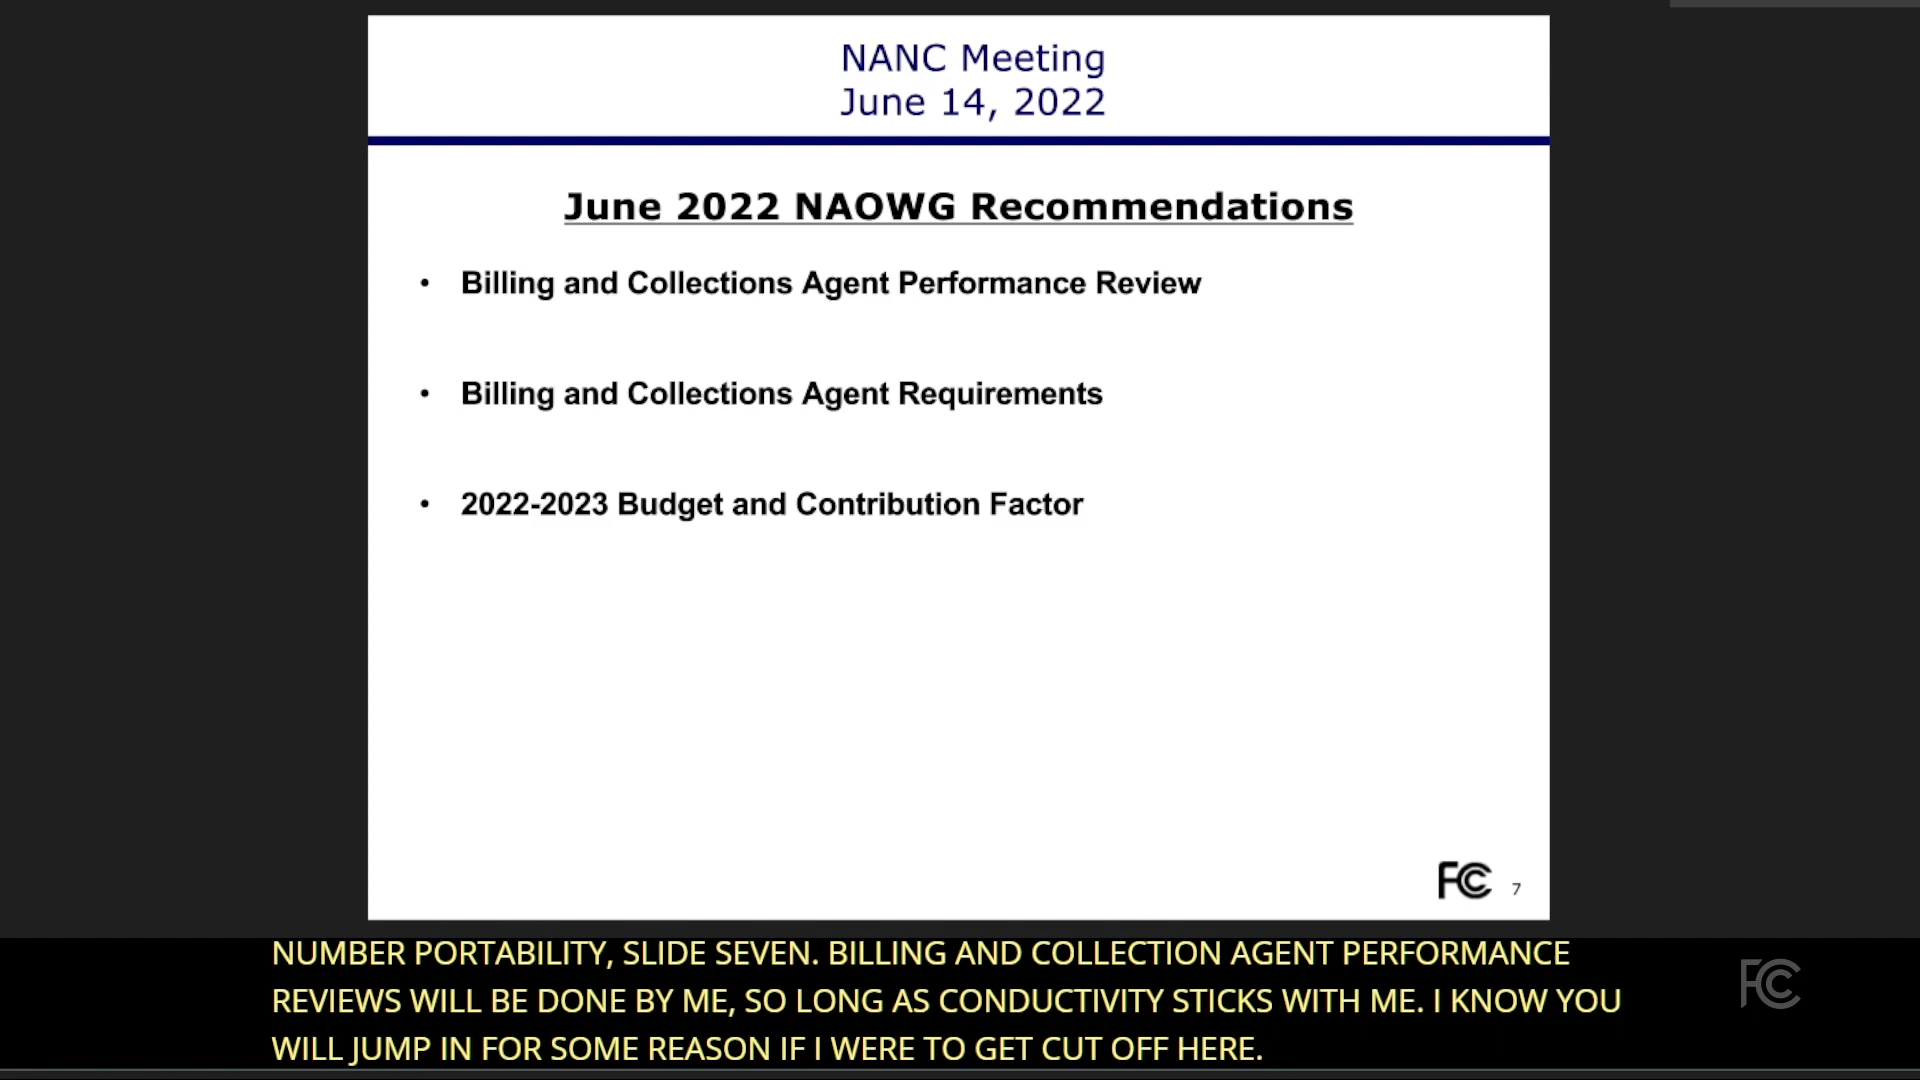 NANC Meeting
June 14, 2022
June 2022 NAOWG Recommendations
• Billing and Collections Agent Performance Review
• Billing and Collections Agent Requirements
• 2022-2023 Budget and Contribution Factor
FCC 7
NUMBER PORTABILITY, SLIDE SEVEN. BILLING AND COLLECTION AGENT PERFORMANCE
REVIEWS WILL BE DONE BY ME, SO LONG AS CONDUCTIVITY STICKS WITH ME. I KNOW YOU
WILL JUMP IN FOR SOME REASON IF I WERE TO GET CUT OFF HERE.
FCC